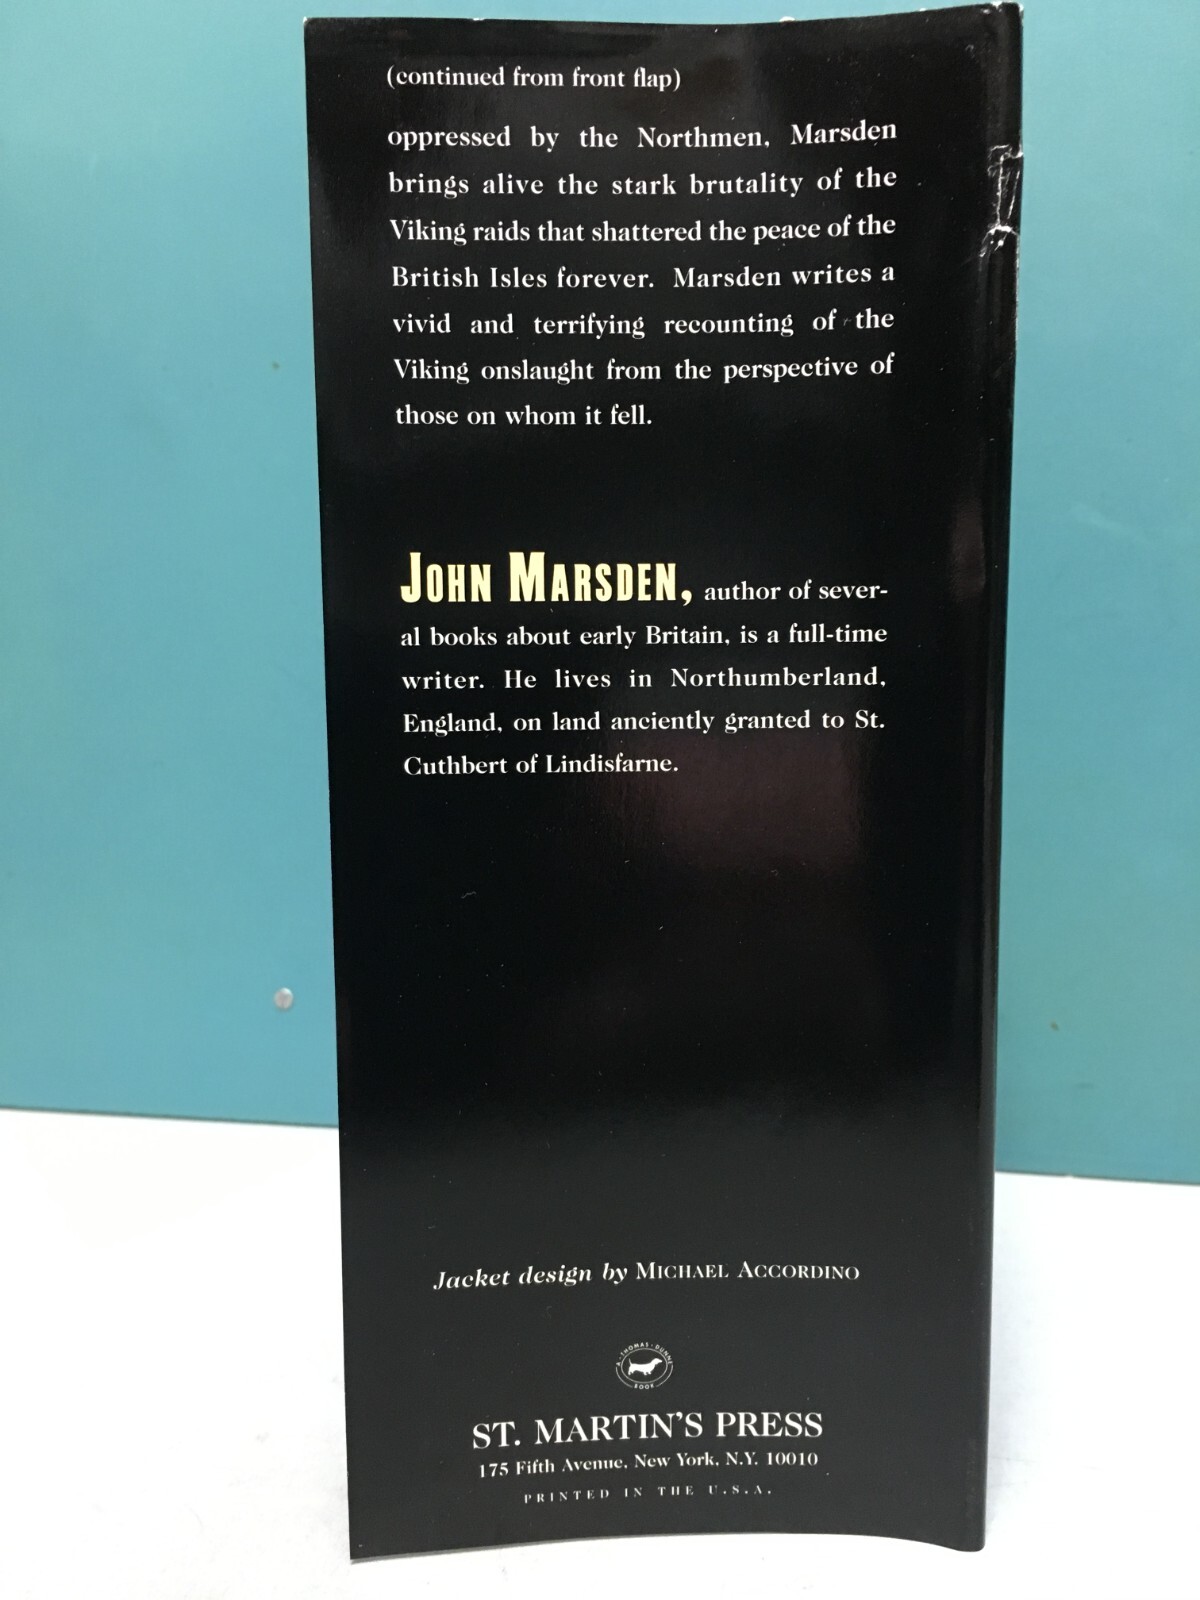 (continued from front flap)
oppressed by the Northmen, Marsden
brings alive the stark brutality of the
Viking raids that shattered the peace of the
British Isles forever. Marsden writes a
vivid and terrifying recounting of the
Viking onslaught from the perspective of
those on whom it fell.
JOHN MARSDEN, author of sever-
al books about early Britain, is a full-time
writer. He lives in Northumberland,
England, on land anciently granted to St.
Cuthbert of Lindisfarne.
Jacket design by MICHAEL ACCORDINO
A · THOMAS · DUNNE
BOOK
ST. MARTIN'S PRESS
175 Fifth Avenue, New York, N.Y. 10010
PRINTED IN THE U.S.A.